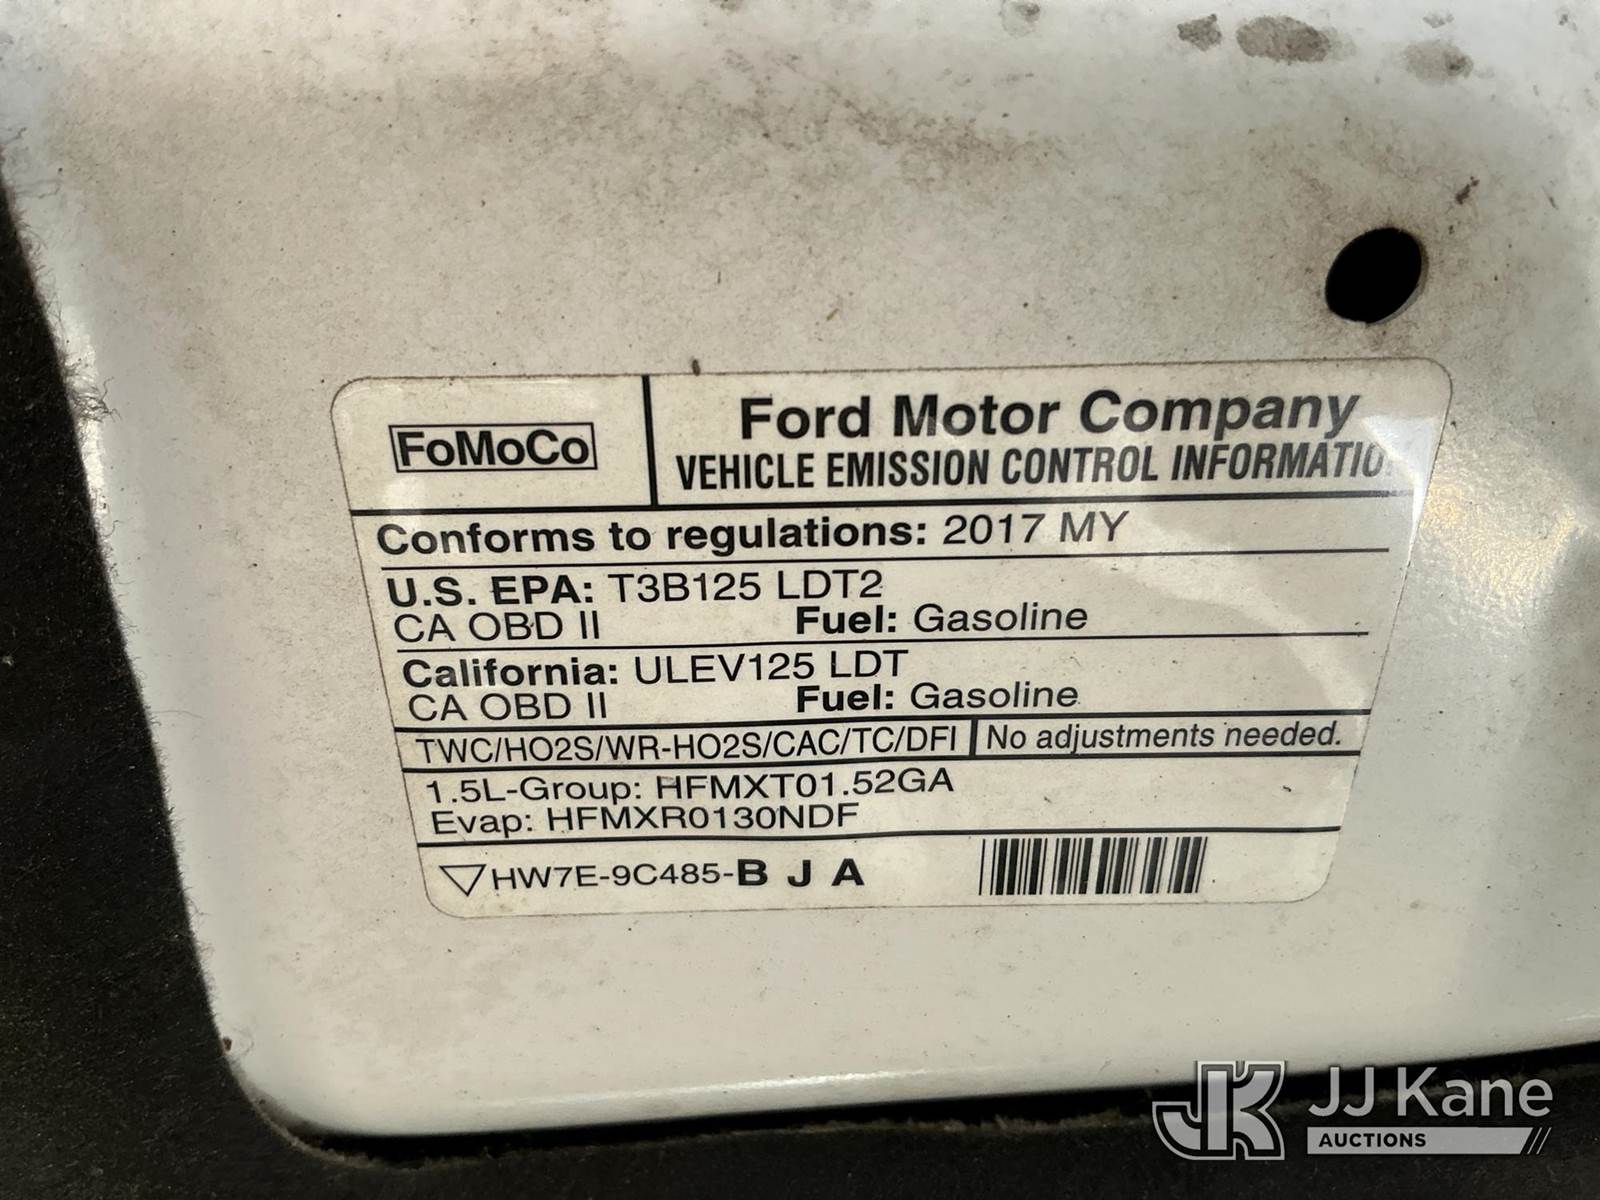 FoMoCo
Ford Motor Company
VEHICLE EMISSION CONTROL INFORMATIO
Conforms to regulations: 2017 MY
U.S. EPA: T3B125 LDT2
CA OBD II Fuel: Gasoline
California: ULEV125 LDT
CA OBD II Fuel: Gasoline
TWC/HO2S/WR-HO2S/CAC/TC/DFI No adjustments needed.
1.5L-Group: HFMXT01.52GA
Evap: HFMXR0130NDF
HW7E-9C485-B J A
JK JJ Kane
AUCTIONS